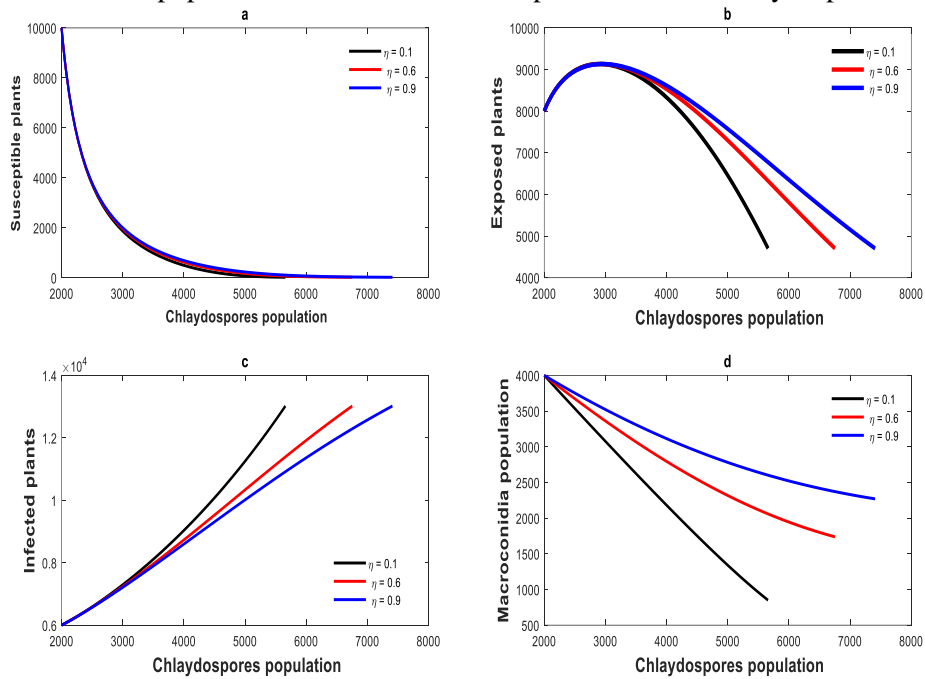 a
Susceptible plants
10000
8000
6000
4000
2000
0
2000 3000 4000 5000 6000 7000 8000
Chlaydospores population
η = 0.1
η = 0.6
η = 0.9
b
Exposed plants
9000
8000
7000
6000
5000
4000
2000 3000 4000 5000 6000 7000 8000
Chlaydospores population
η = 0.1
η = 0.6
η = 0.9
c
×10⁴
Infected plants
1.4
1.2
1
0.8
0.6
2000 3000 4000 5000 6000 7000 8000
Chlaydospores population
η = 0.1
η = 0.6
η = 0.9
d
Macroconidia population
4000
3500
3000
2500
2000
1500
1000
500
2000 3000 4000 5000 6000 7000 8000
Chlaydospores population
η = 0.1
η = 0.6
η = 0.9